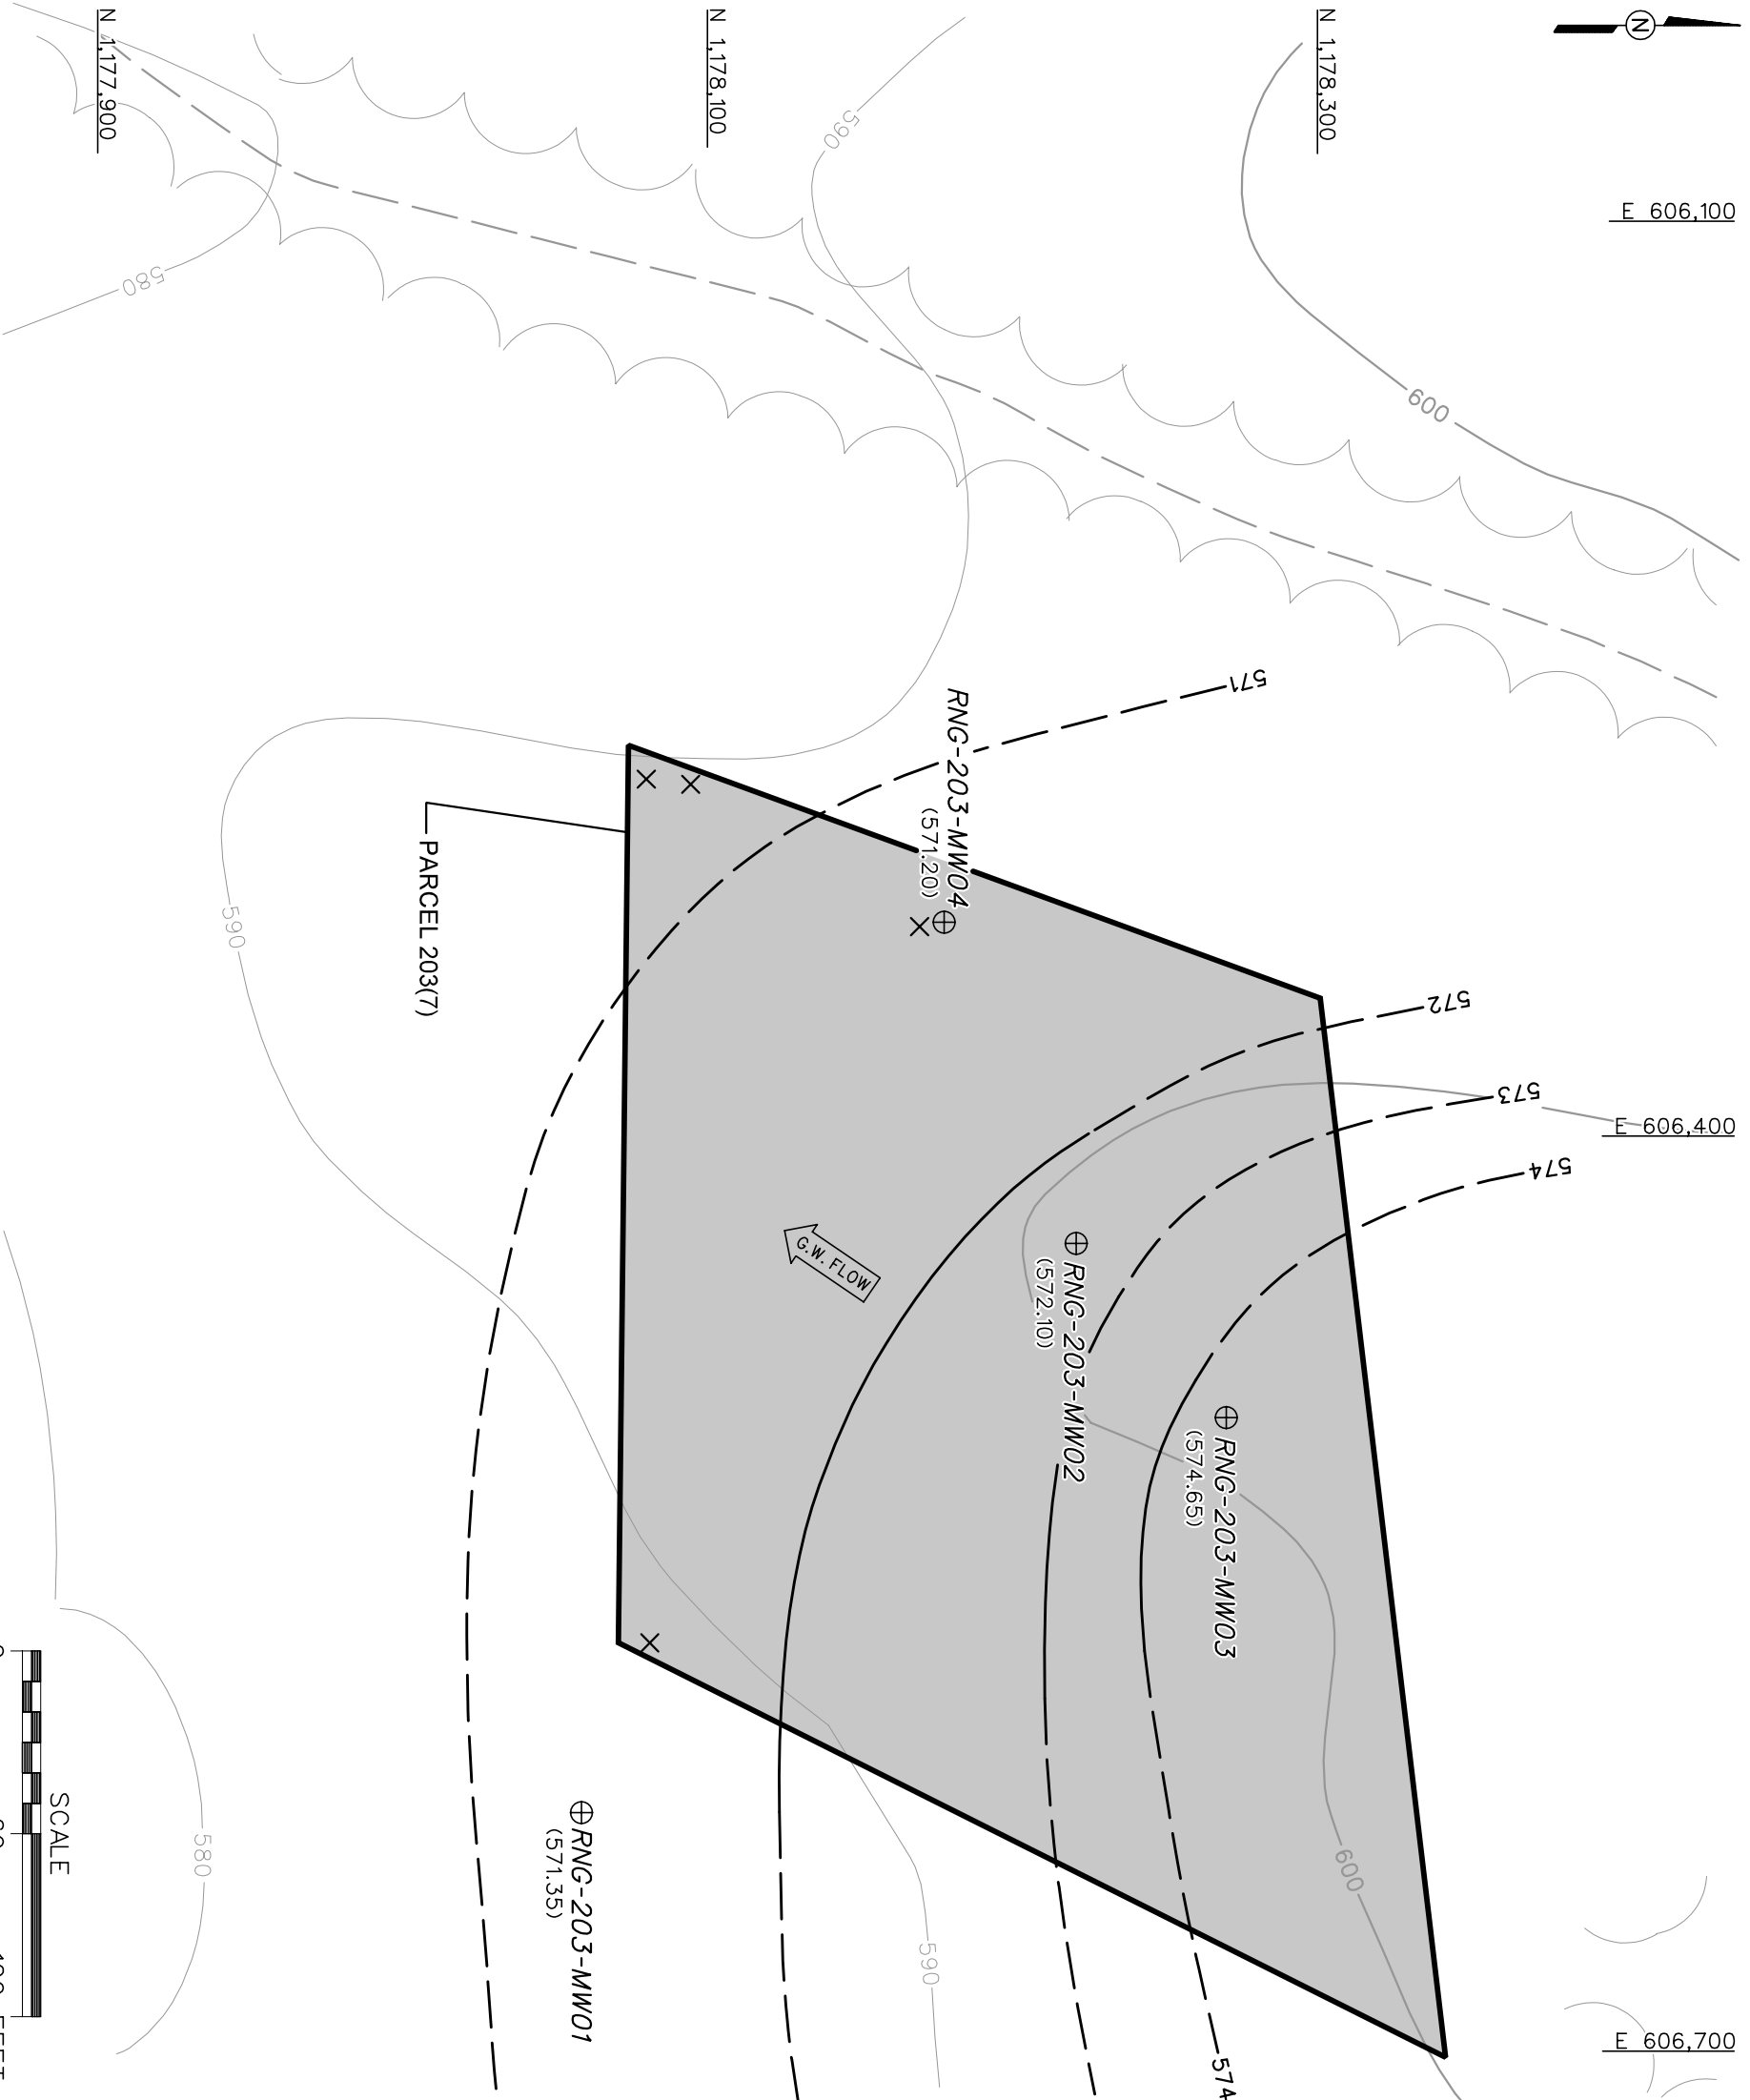 N 1,177,900
N 1,178,100
N 1,178,300
N
E 606,100
590
580
600
571
RNG-203-MW04
(571.20)
PARCEL 203(7)
590
572
573
E 606,400
574
G.W. FLOW
RNG-203-MW02
(572.10)
RNG-203-MW03
(574.65)
RNG-203-MW01
(571.35)
580
SCALE
590
600
E 606,700
574